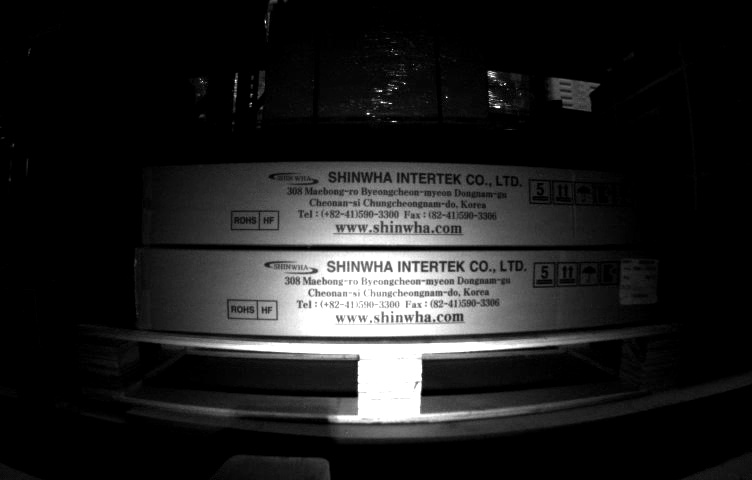 SHINWHA SHINWHA INTERTEK CO., LTD.
308 Maebong-ro Byeongcheon-myeon Dongnam-gu
Cheonan-si Chungcheongnam-do, Korea
Tel : (+82-41)590-3300 Fax : (82-41)590-3306
www.shinwha.com
ROHS HF
5
SHINWHA SHINWHA INTERTEK CO., LTD.
308 Maebong-ro Byeongcheon-myeon Dongnam-gu
Cheonan-si Chungcheongnam-do, Korea
Tel : (+82-41)590-3300 Fax : (82-41)590-3306
www.shinwha.com
ROHS HF
5